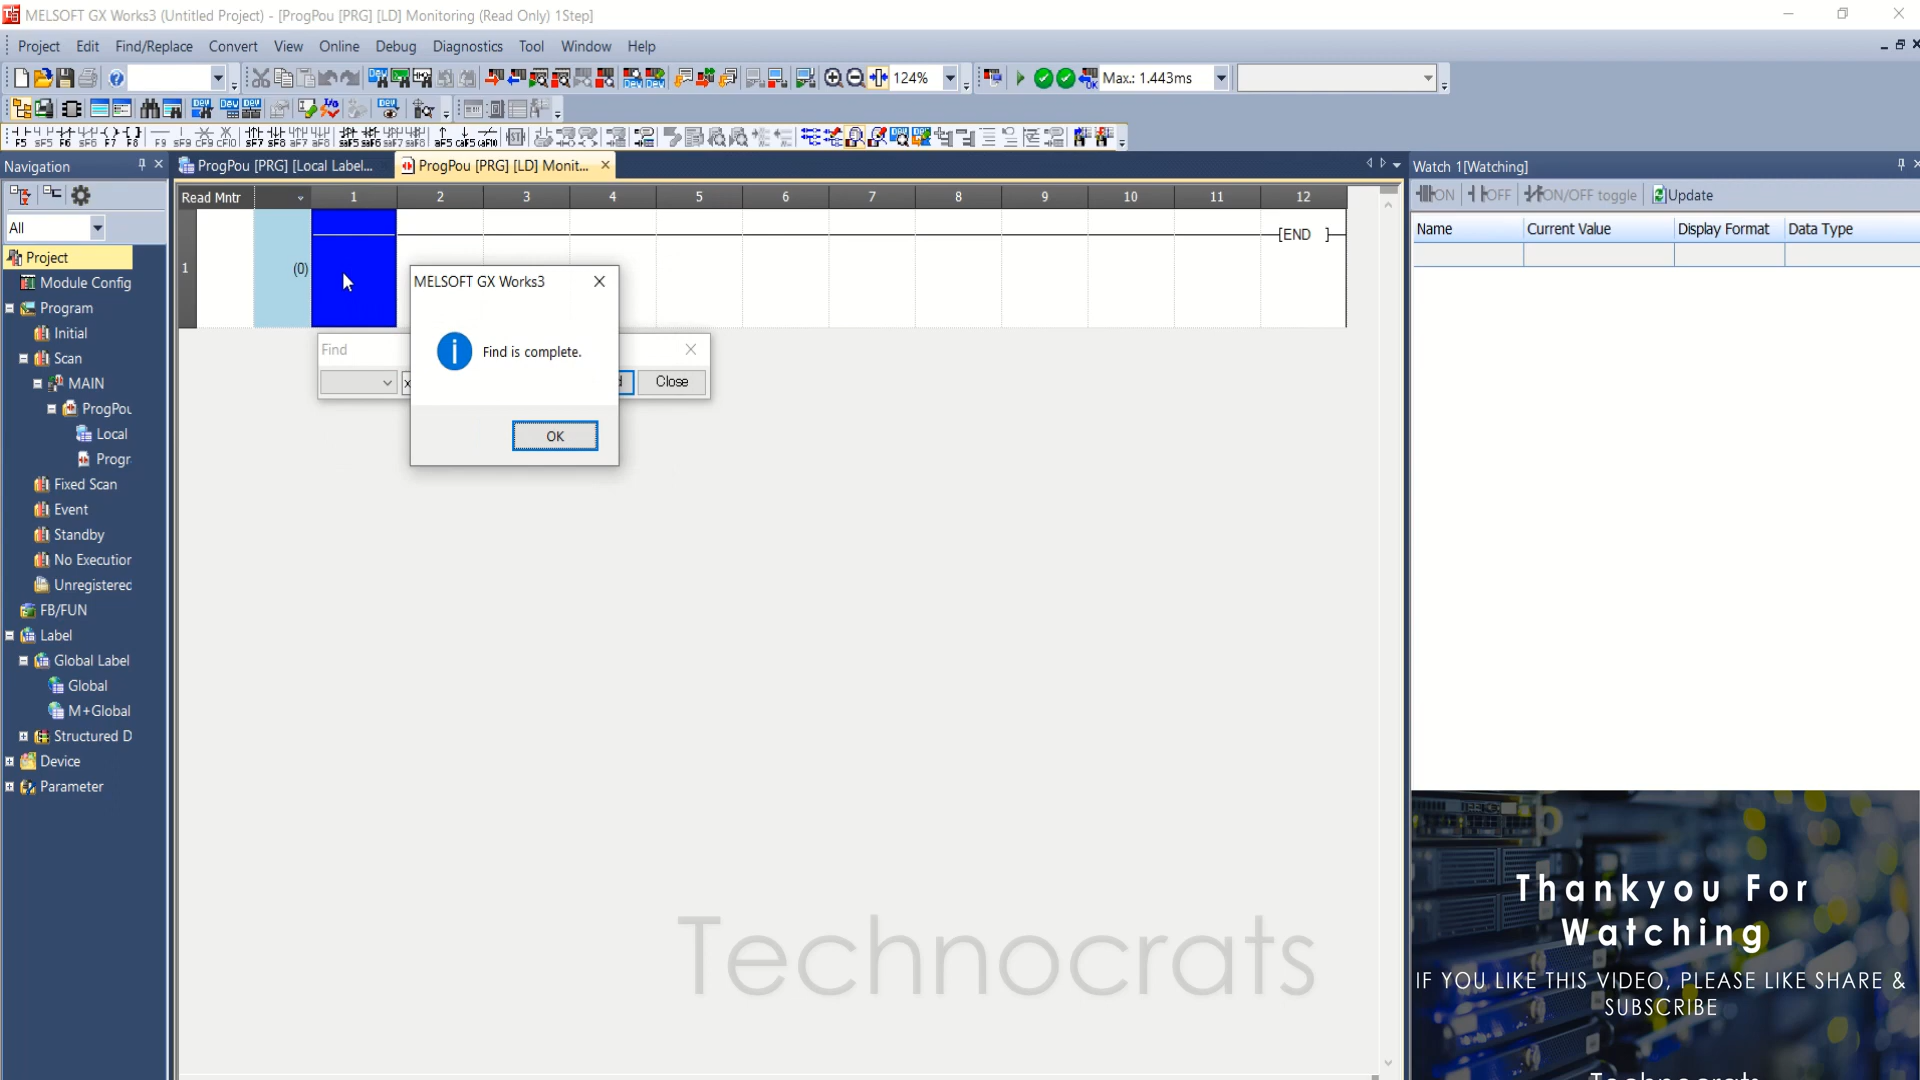 MELSOFT GX Works3 (Untitled Project) - [ProgPou [PRG] [LD] Monitoring (Read Only) 1Step]
Project Edit Find/Replace Convert View Online Debug Diagnostics Tool Window Help
124% Max.: 1.443ms
Navigation
ProgPou [PRG] [Local Label...
ProgPou [PRG] [LD] Monit...
Watch 1[Watching]
ON OFF ON/OFF toggle Update
Read Mntr 1 2 3 4 5 6 7 8 9 10 11 12
Name Current Value Display Format Data Type
All
1 (0) [END ]
Project
Module Config
Program
Initial
Scan
MAIN
ProgPou
Local
Progr
Fixed Scan
Event
Standby
No Execution
Unregistered
FB/FUN
Label
Global Label
Global
M+Global
Structured D
Device
Parameter
MELSOFT GX Works3
Find is complete.
OK
Find
Close
Technocrats
Thankyou For
Watching
IF YOU LIKE THIS VIDEO, PLEASE LIKE SHARE &
SUBSCRIBE
Technocrats